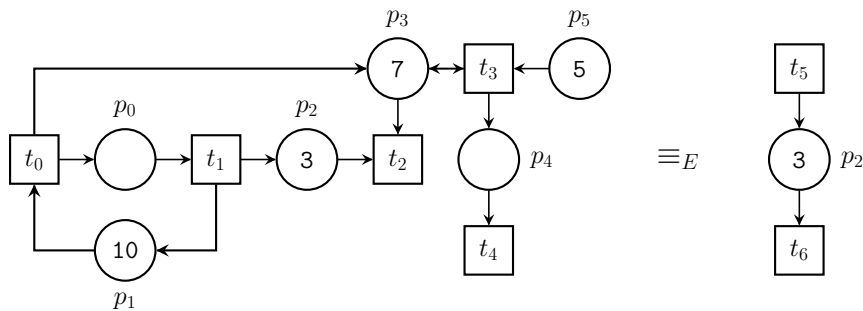 p₃ p₅
7 t₃ 5 t₅
p₀ p₂
t₀ t₁ 3 t₂ p₄ ≡_E 3 p₂
10 t₄ t₆
p₁